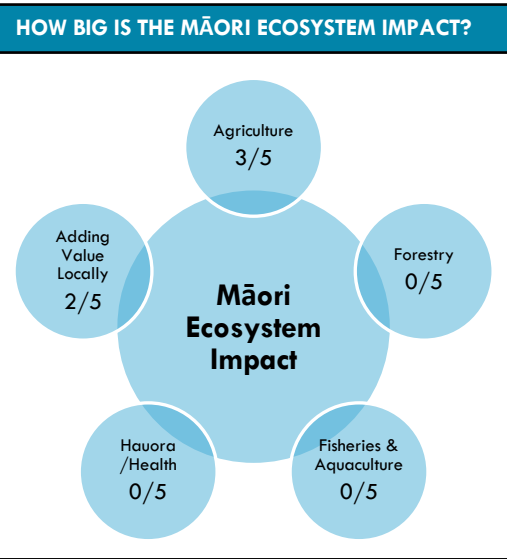 HOW BIG IS THE MĀORI ECOSYSTEM IMPACT?
Agriculture
3/5
Forestry
0/5
Fisheries &
Aquaculture
0/5
Hauora
/Health
0/5
Adding
Value
Locally
2/5
Māori
Ecosystem
Impact